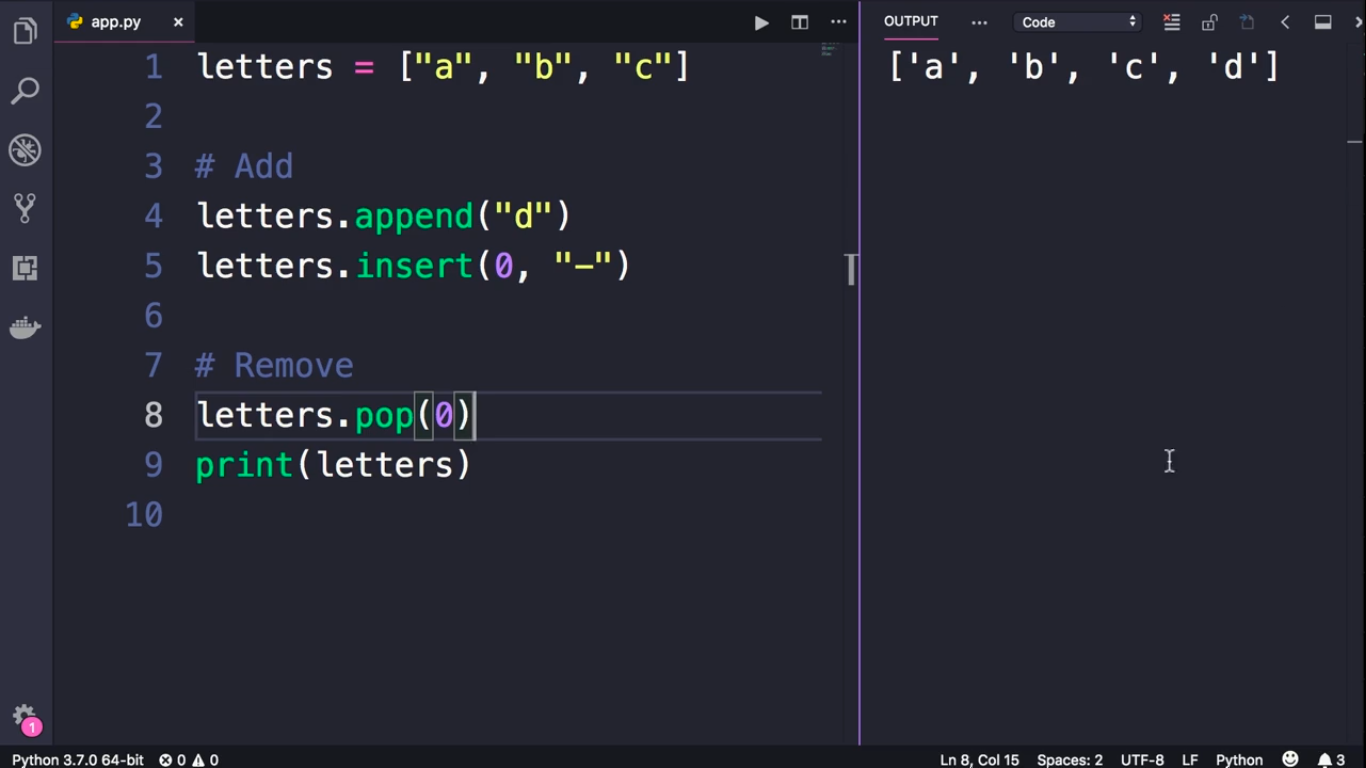 app.py ×
1 letters = ["a", "b", "c"]
2
3 # Add
4 letters.append("d")
5 letters.insert(0, "-")
6
7 # Remove
8 letters.pop(0)
9 print(letters)
10
OUTPUT ... Code
['a', 'b', 'c', 'd']
1
Python 3.7.0 64-bit 0 0 Ln 8, Col 15 Spaces: 2 UTF-8 LF Python 3